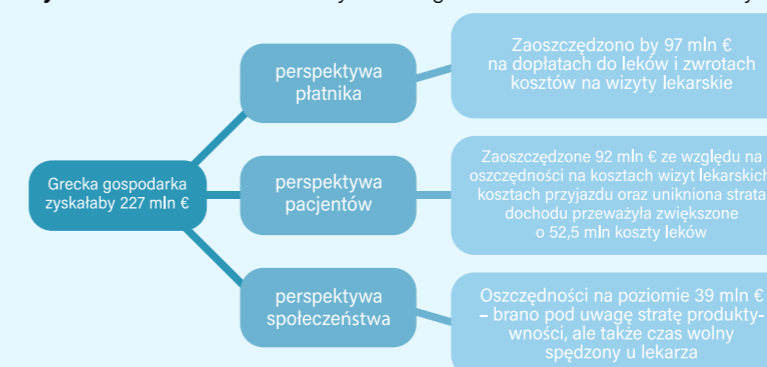 Grecka gospodarka
zyskałaby 227 mln €
perspektywa
płatnika
Zaoszczędzono by 97 mln €
na dopłatach do leków i zwrotach
kosztów na wizyty lekarskie
perspektywa
pacjentów
Zaoszczędzone 92 mln € ze względu na
oszczędności na kosztach wizyt lekarskich
kosztach przyjazdu oraz unikniona strata
dochodu przeważyła zwiększone
o 52,5 mln koszty leków
perspektywa
społeczeństwa
Oszczędności na poziomie 39 mln €
– brano pod uwagę stratę produkty-
wności, ale także czas wolny
spędzony u lekarza